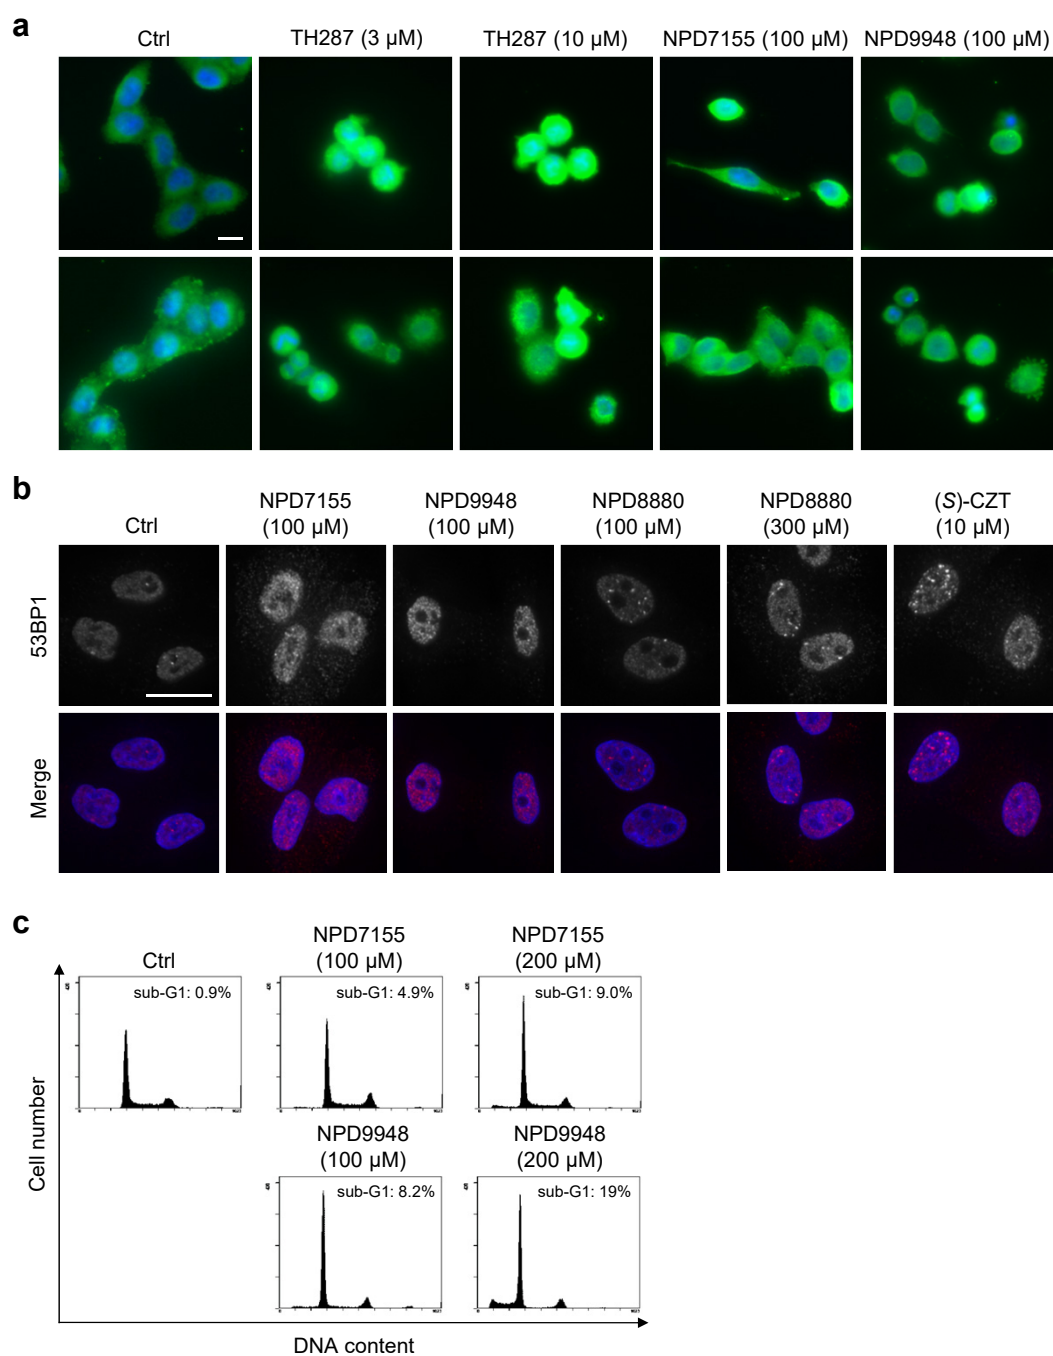 a
Ctrl
TH287 (3 µM)
TH287 (10 µM)
NPD7155 (100 µM)
NPD9948 (100 µM)
b
Ctrl
NPD7155
(100 µM)
NPD9948
(100 µM)
NPD8880
(100 µM)
NPD8880
(300 µM)
(S)-CZT
(10 µM)
53BP1
Merge
c
Ctrl
sub-G1: 0.9%
NPD7155
(100 µM)
sub-G1: 4.9%
NPD7155
(200 µM)
sub-G1: 9.0%
NPD9948
(100 µM)
sub-G1: 8.2%
NPD9948
(200 µM)
sub-G1: 19%
Cell number
DNA content